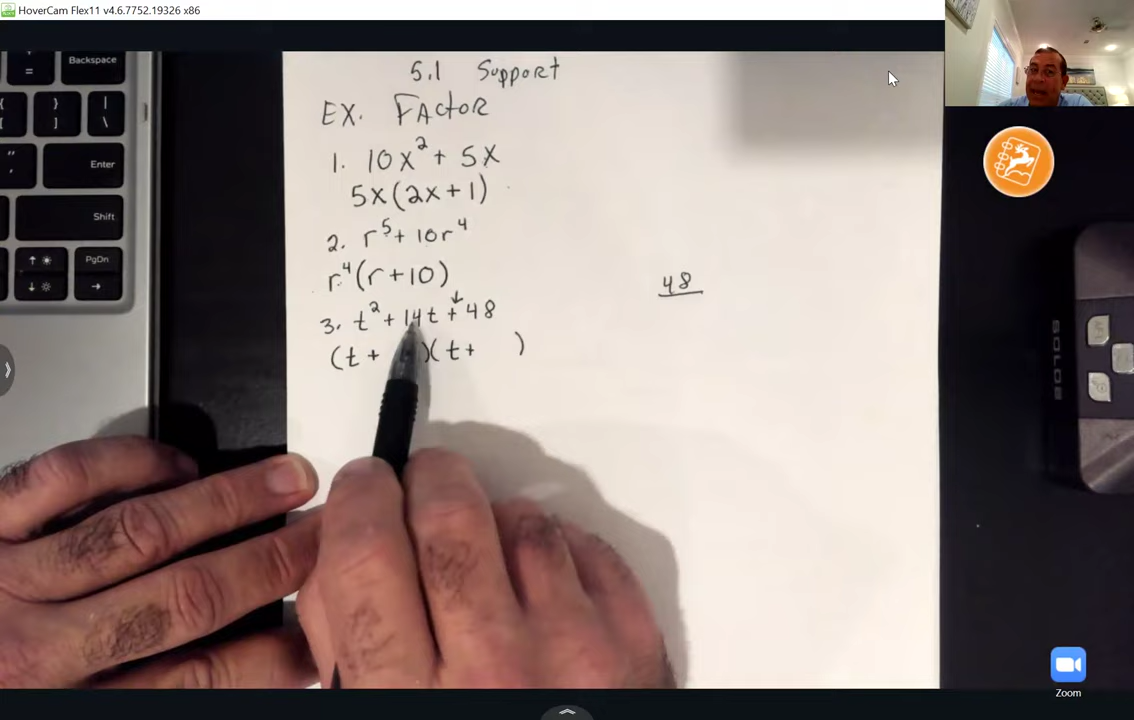 HoverCam Flex11 v4.6.7752.19326 x86
Backspace
Enter
Shift
PgDn
5.1 Support
EX. FACtoR
1. 10x² + 5x
5x(2x+1)
2. r⁵ + 10r⁴
r⁴(r+10)
48
3. t² + 14t + 48
(t + )(t + )
SOLOS
Zoom